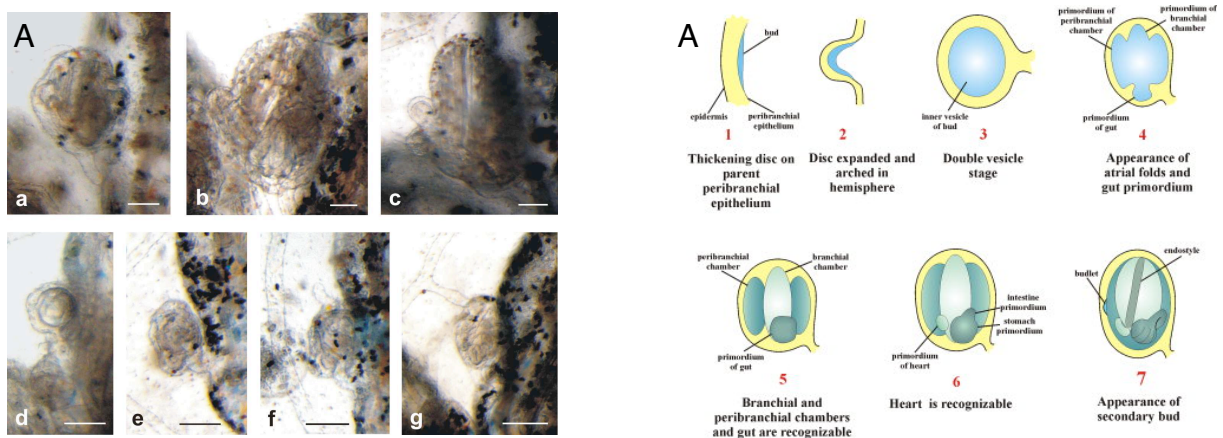 A
a
b
c
d
e
f
g
A
bud
epidermis
peribranchial
epithelium
1
Thickening disc on
parent
peribranchial
epithelium
2
Disc expanded and
arched in
hemisphere
inner vesicle
of bud
3
Double vesicle
stage
primordium of
peribranchial
chamber
primordium of
branchial
chamber
primordium
of gut
4
Appearance of
atrial folds and
gut primordium
peribranchial
chamber
branchial
chamber
primordium
of gut
5
Branchial and
peribranchial chambers
and gut are recognizable
intestine
primordium
stomach
primordium
primordium
of heart
6
Heart is recognizable
endostyle
budlet
7
Appearance of
secondary bud